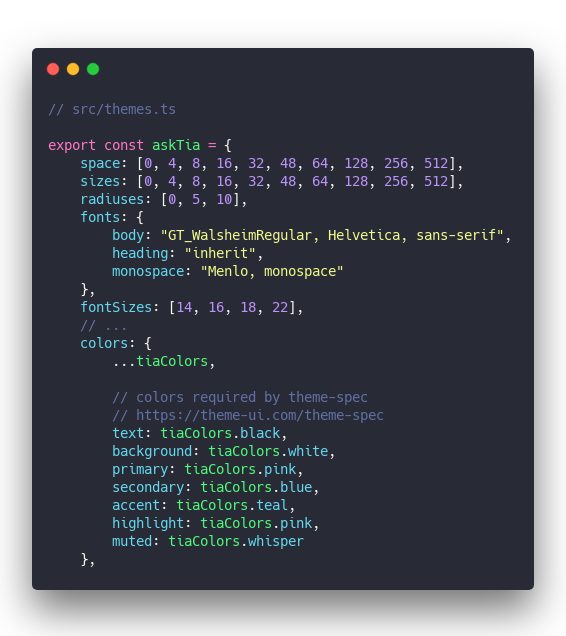 // src/themes.ts

export const askTia = {
    space: [0, 4, 8, 16, 32, 48, 64, 128, 256, 512],
    sizes: [0, 4, 8, 16, 32, 48, 64, 128, 256, 512],
    radiuses: [0, 5, 10],
    fonts: {
        body: "GT_WalsheimRegular, Helvetica, sans-serif",
        heading: "inherit",
        monospace: "Menlo, monospace"
    },
    fontSizes: [14, 16, 18, 22],
    // ...
    colors: {
        ...tiaColors,

        // colors required by theme-spec
        // https://theme-ui.com/theme-spec
        text: tiaColors.black,
        background: tiaColors.white,
        primary: tiaColors.pink,
        secondary: tiaColors.blue,
        accent: tiaColors.teal,
        highlight: tiaColors.pink,
        muted: tiaColors.whisper
    },